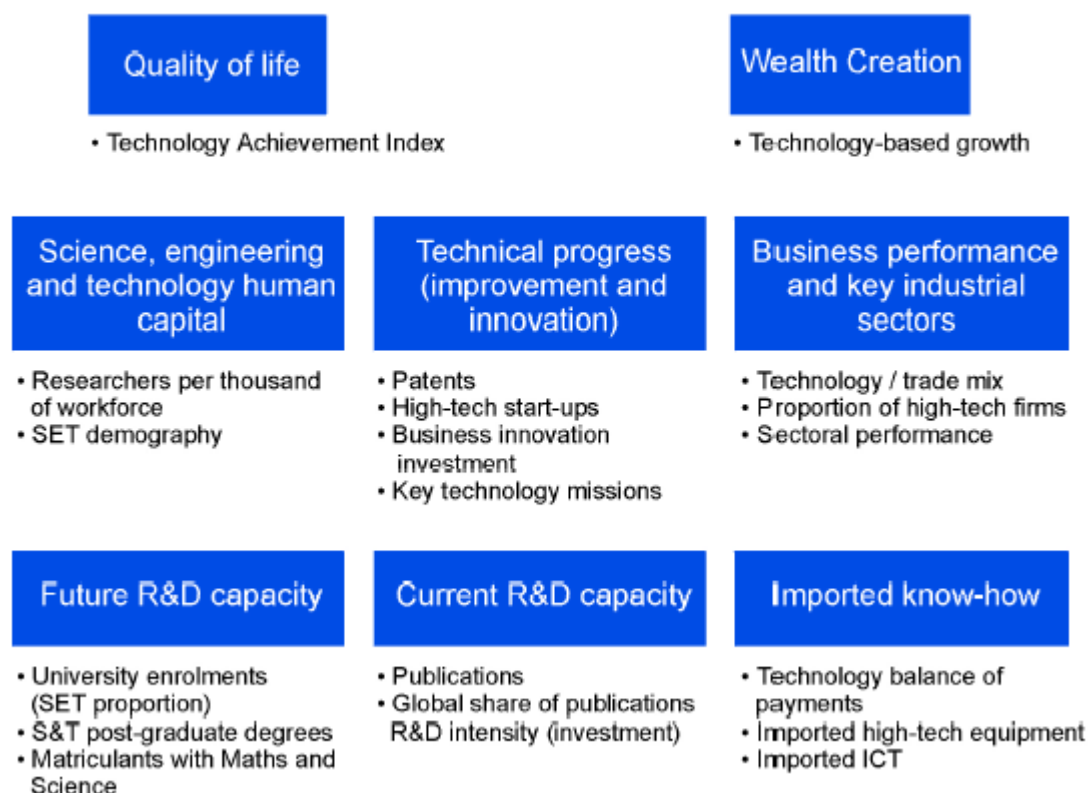 Quality of life
Wealth Creation
• Technology Achievement Index
• Technology-based growth
Science, engineering
and technology human
capital
Technical progress
(improvement and
innovation)
Business performance
and key industrial
sectors
• Researchers per thousand
of workforce
• SET demography
• Patents
• High-tech start-ups
• Business innovation
investment
• Key technology missions
• Technology / trade mix
• Proportion of high-tech firms
• Sectoral performance
Future R&D capacity
Current R&D capacity
Imported know-how
• University enrolments
(SET proportion)
• S&T post-graduate degrees
• Matriculants with Maths and
Science
• Publications
• Global share of publications
R&D intensity (investment)
• Technology balance of
payments
• Imported high-tech equipment
• Imported ICT